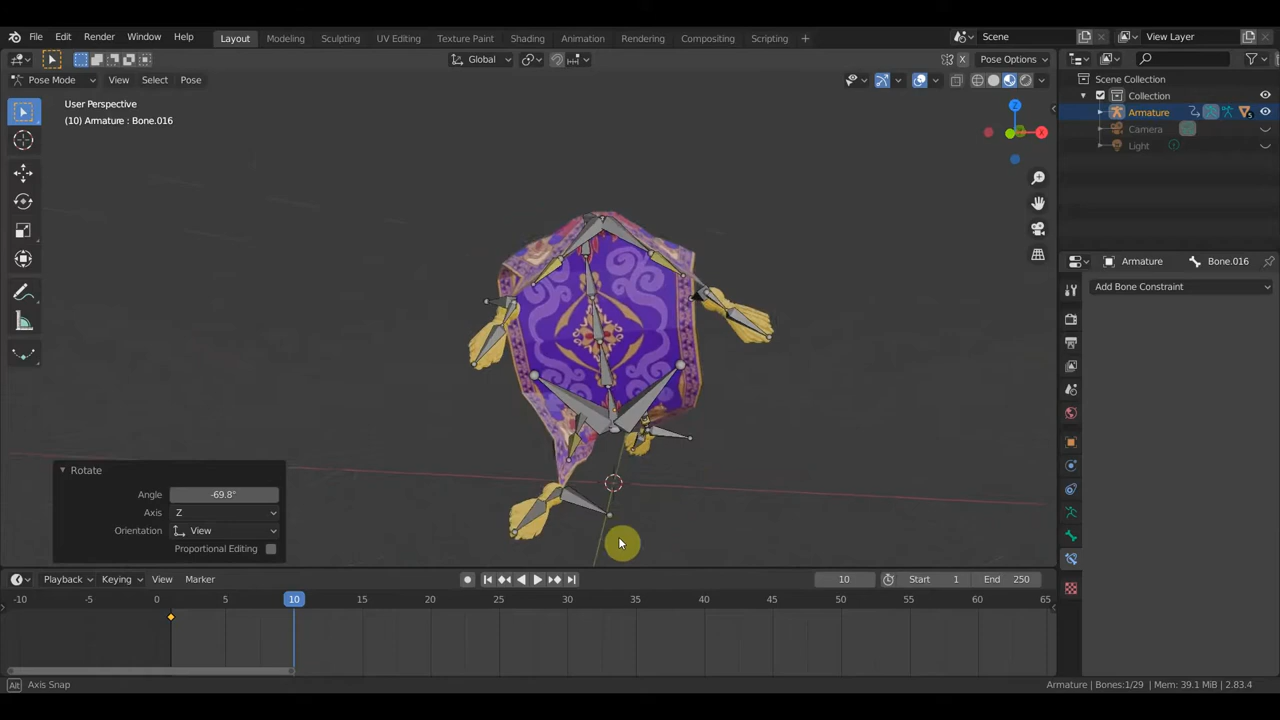 File Edit Render Window Help Layout Modeling Sculpting UV Editing Texture Paint Shading Animation Rendering Compositing Scripting + Scene View Layer
Global Pose Options
Pose Mode View Select Pose
User Perspective
(10) Armature : Bone.016
X
Z
X
Scene Collection
Collection
Armature 5
Camera
Light
Armature Bone.016
Add Bone Constraint
Rotate
Angle -69.8°
Axis Z
Orientation View
Proportional Editing
Playback Keying View Marker 10 Start 1 End 250
-10 -5 0 5 10 15 20 25 30 35 40 45 50 55 60 65
Alt Axis Snap Armature | Bones:1/29 | Mem: 39.1 MiB | 2.83.4